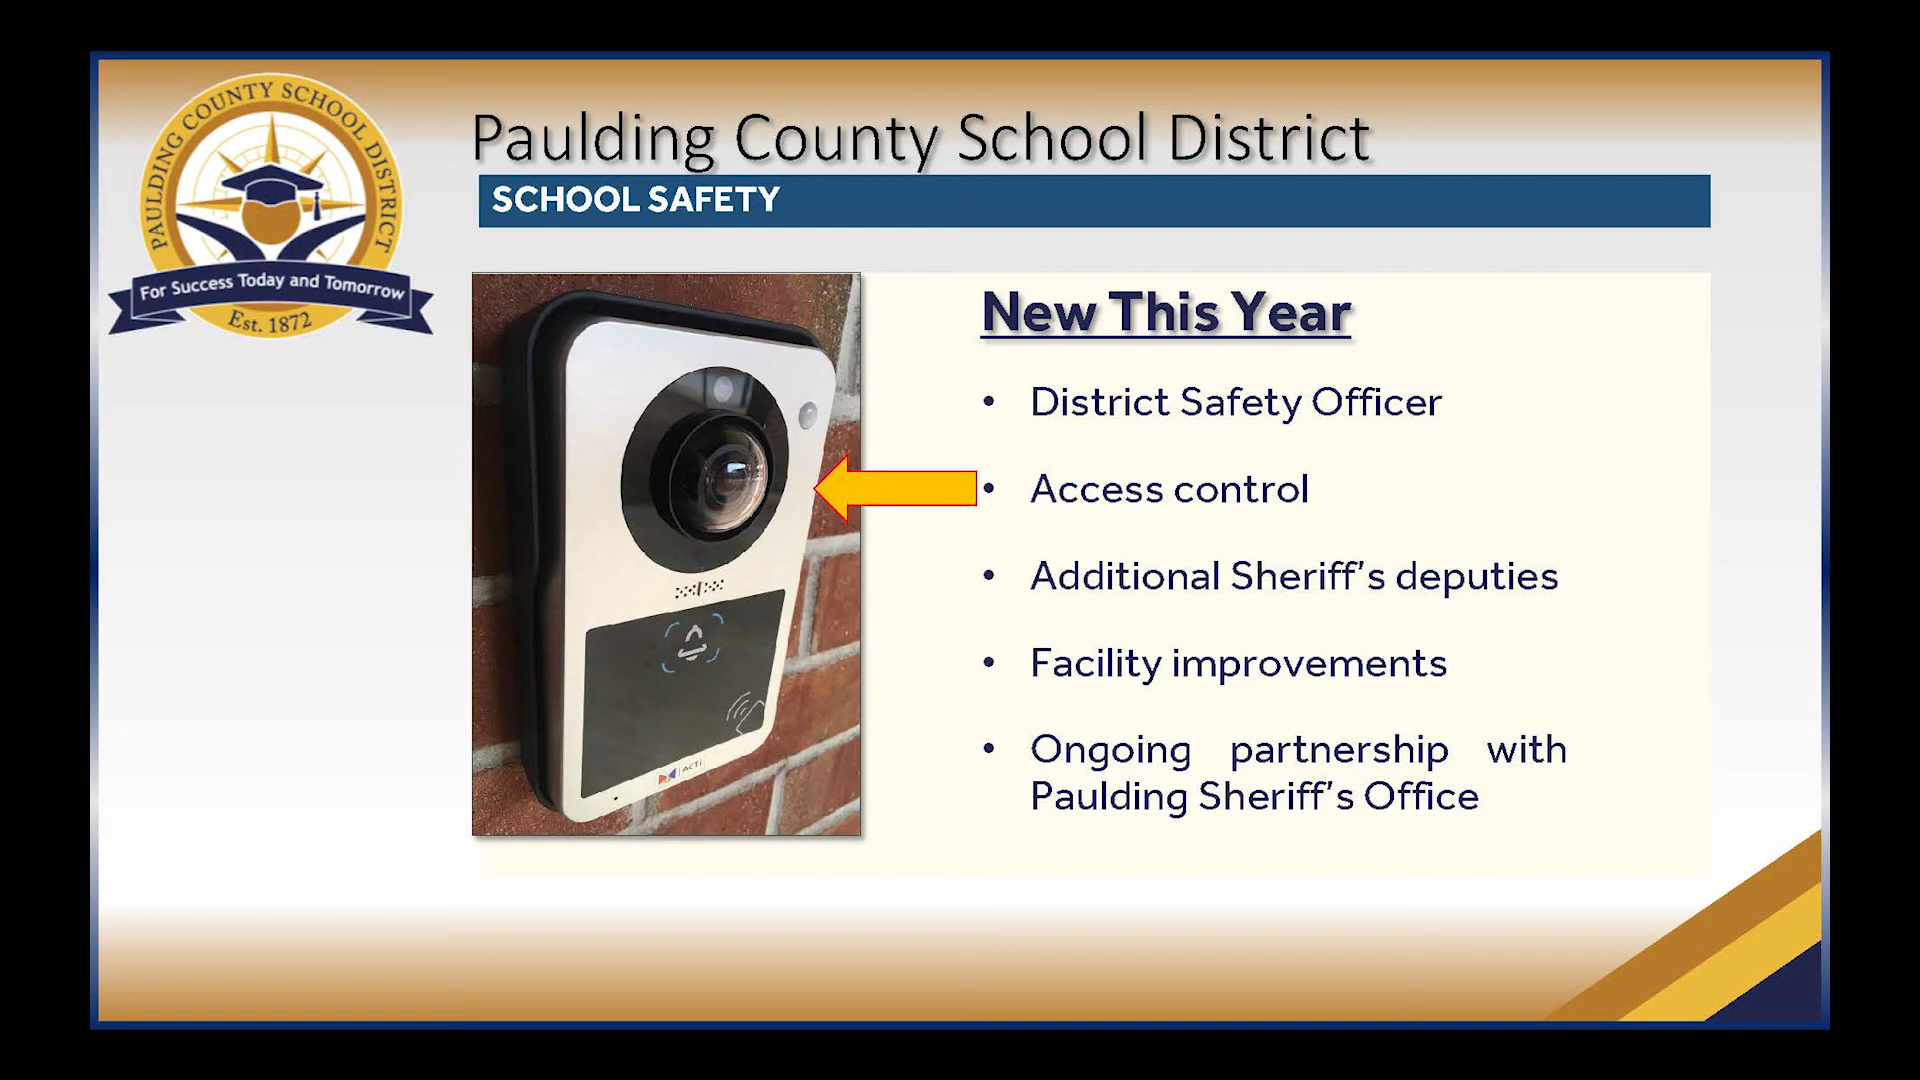 PAULDING COUNTY SCHOOL DISTRICT
For Success Today and Tomorrow
Est. 1872
Paulding County School District
SCHOOL SAFETY
New This Year
• District Safety Officer
• Access control
• Additional Sheriff's deputies
• Facility improvements
• Ongoing partnership with
Paulding Sheriff's Office
ACTi